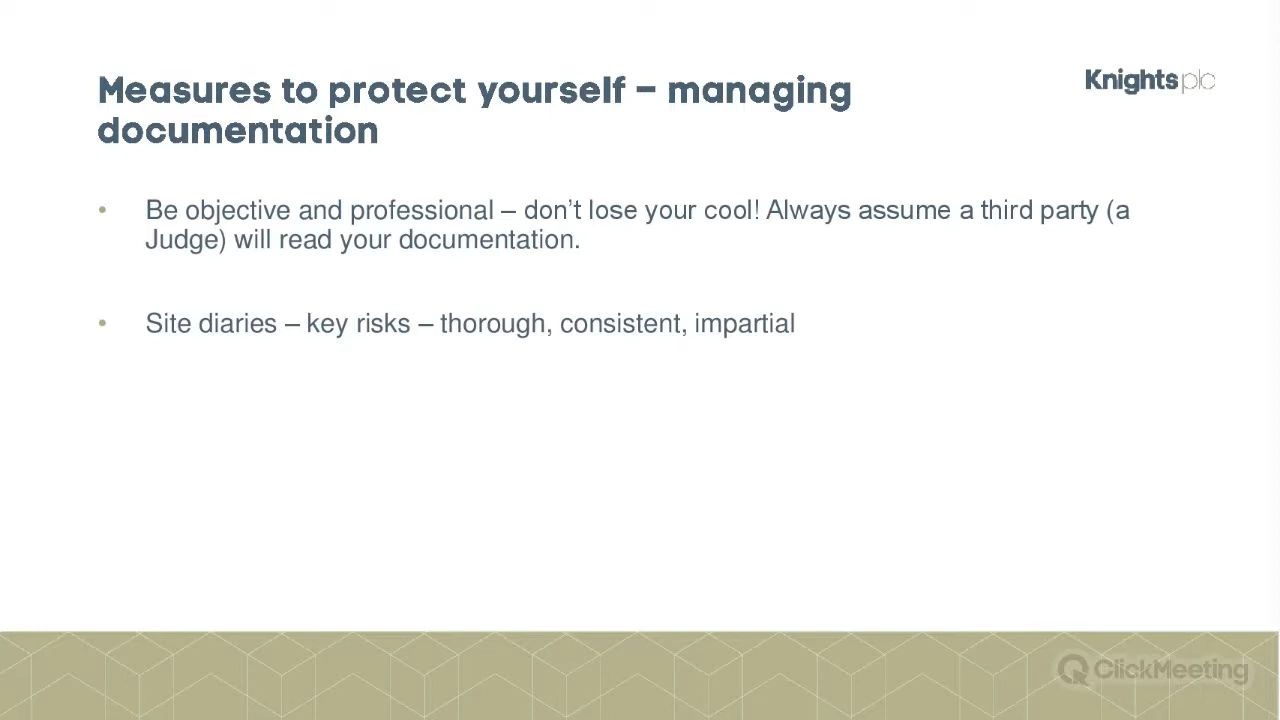 Measures to protect yourself – managing
documentation
Knights plc
• Be objective and professional – don’t lose your cool! Always assume a third party (a
Judge) will read your documentation.
• Site diaries – key risks – thorough, consistent, impartial
ClickMeeting